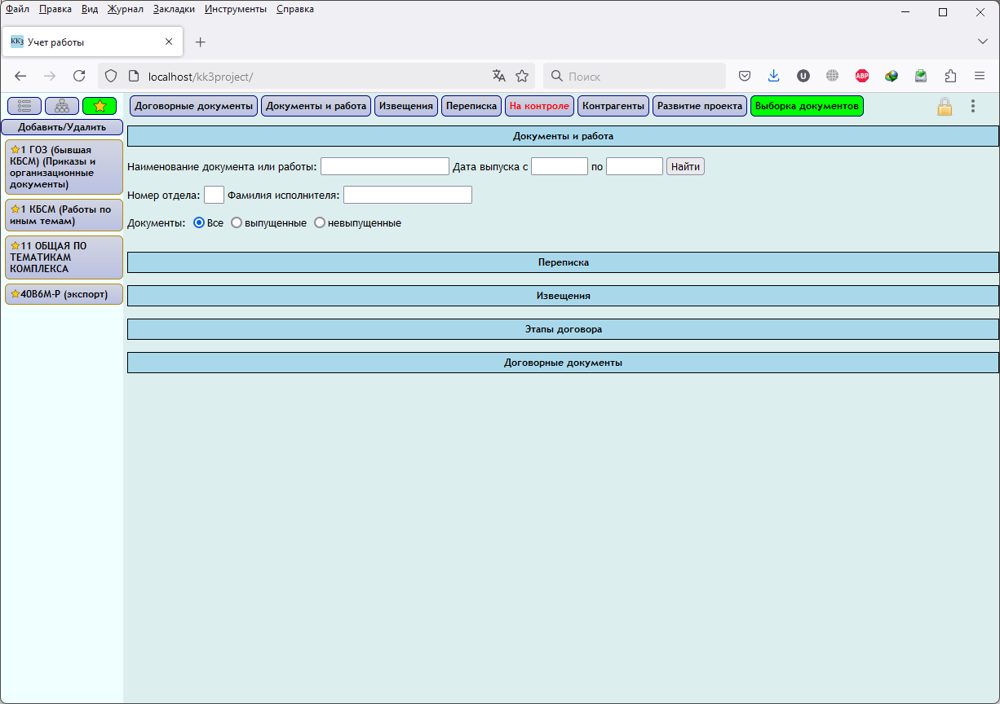 Файл Правка Вид Журнал Закладки Инструменты Справка
KK3 Учет работы
localhost/kk3project/
Поиск
U
ABP
Договорные документы Документы и работа Извещения Переписка На контроле Контрагенты Развитие проекта Выборка документов
Добавить/Удалить
1 ГОЗ (бывшая
КБСМ) (Приказы и
организационные
документы)
1 КБСМ (Работы по
иным темам)
11 ОБЩАЯ ПО
ТЕМАТИКАМ
КОМПЛЕКСА
40В6М-Р (экспорт)
Документы и работа
Наименование документа или работы: Дата выпуска с по Найти
Номер отдела: Фамилия исполнителя:
Документы: Все выпущенные невыпущенные
Переписка
Извещения
Этапы договора
Договорные документы